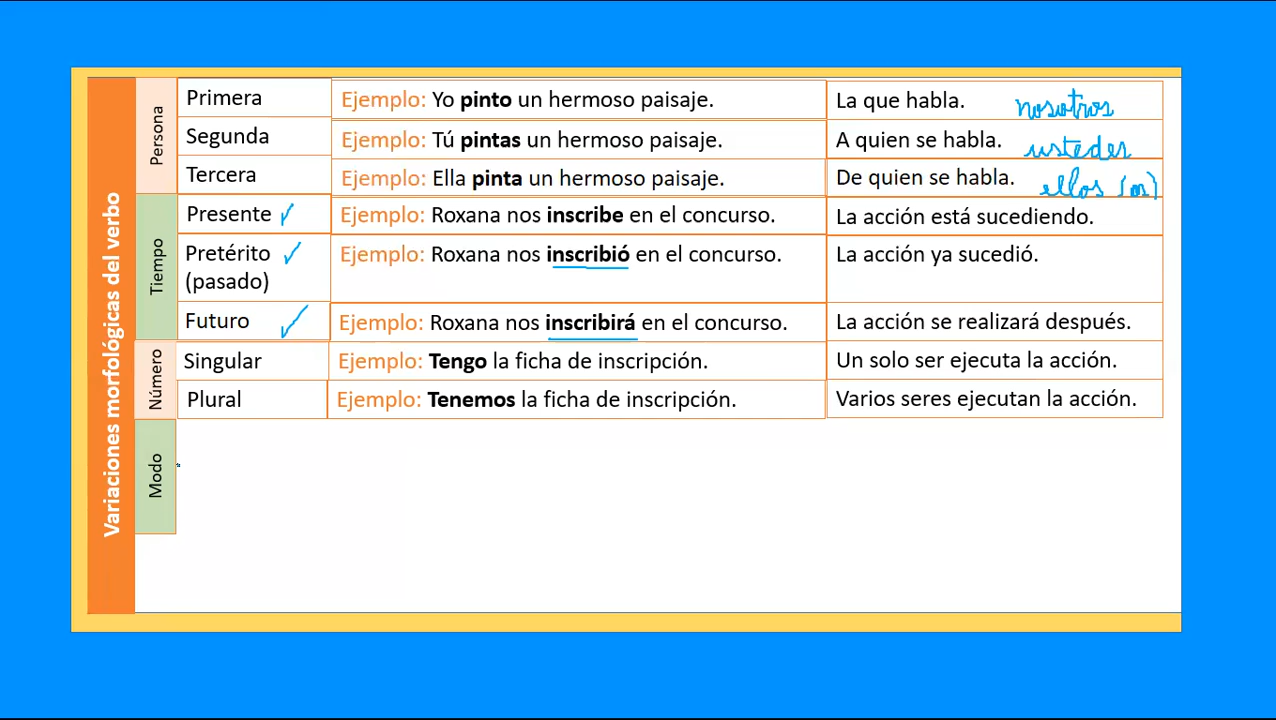 Variaciones morfológicas del verbo
Persona
Primera Ejemplo: Yo pinto un hermoso paisaje. La que habla. nosotros
Segunda Ejemplo: Tú pintas un hermoso paisaje. A quien se habla. ustedes
Tercera Ejemplo: Ella pinta un hermoso paisaje. De quien se habla. ellos (as)
Tiempo
Presente ✓ Ejemplo: Roxana nos inscribe en el concurso. La acción está sucediendo.
Pretérito ✓ Ejemplo: Roxana nos inscribió en el concurso. La acción ya sucedió.
(pasado)
Futuro ✓ Ejemplo: Roxana nos inscribirá en el concurso. La acción se realizará después.
Número
Singular Ejemplo: Tengo la ficha de inscripción. Un solo ser ejecuta la acción.
Plural Ejemplo: Tenemos la ficha de inscripción. Varios seres ejecutan la acción.
Modo